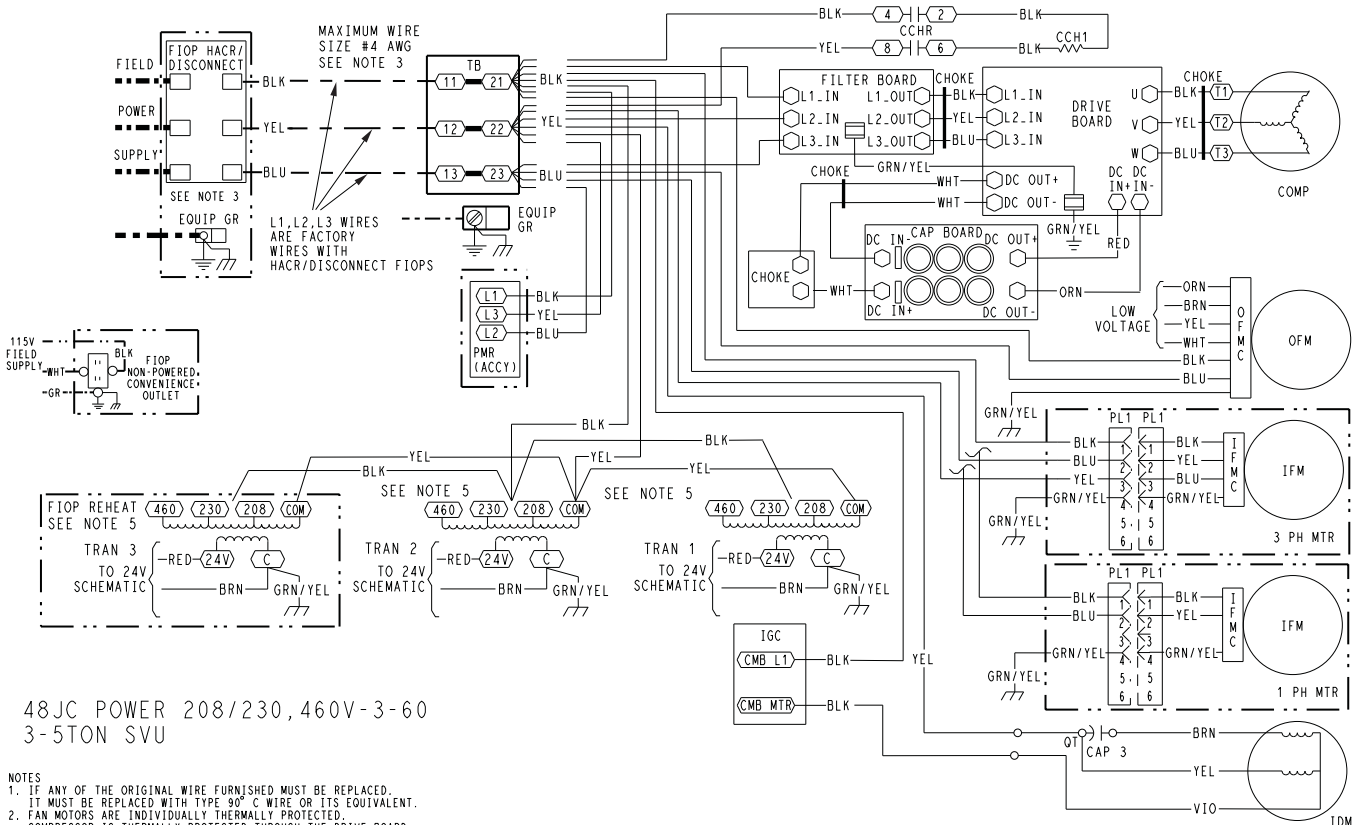 FIOP HACR/
DISCONNECT
FIELD
POWER
SUPPLY
BLK
YEL
BLU
SEE NOTE 3
EQUIP GR
MAXIMUM WIRE
SIZE #4 AWG
SEE NOTE 3
L1,L2,L3 WIRES
ARE FACTORY
WIRES WITH
HACR/DISCONNECT FIOPS
TB
11 21
12 22
13 23
BLK
YEL
BLU
EQUIP
GR
L1 BLK
L3 YEL
L2 BLU
PMR
(ACCY)
BLK 4 2 BLK
CCHR
YEL 8 6 BLK
CCH1
FILTER BOARD
L1_IN L1_OUT
L2_IN L2_OUT
L3_IN L3_OUT
CHOKE
BLK
YEL
BLU
GRN/YEL
DRIVE
BOARD
L1_IN
L2_IN
L3_IN
DC OUT+
DC OUT-
U
V
W
DC DC
IN+ IN-
CHOKE
BLK T1
YEL T2
BLU T3
COMP
CHOKE
WHT
WHT
GRN/YEL
RED
CAP BOARD
DC IN-
DC OUT+
DC IN+
DC OUT-
CHOKE
WHT
ORN
LOW
VOLTAGE
ORN
BRN
YEL
WHT
BLK
BLU
OFMC
OFM
GRN/YEL
115V
FIELD
SUPPLY
BLK
WHT
GR
FIOP
NON-POWERED
CONVENIENCE
OUTLET
PL1 PL1
BLK 1 1 BLK
BLU 2 2 YEL
YEL 3 3 BLU
GRN/YEL 4 4 GRN/YEL
5 5
6 6
IFMC
IFM
GRN/YEL
3 PH MTR
PL1 PL1
BLK 1 1 BLK
BLU 2 2 YEL
3 3
GRN/YEL 4 4 GRN/YEL
5 5
6 6
IFMC
IFM
GRN/YEL
1 PH MTR
BLK
BLK
YEL
BLK
YEL
FIOP REHEAT
SEE NOTE 5
460 230 208 COM
TRAN 3
TO 24V
SCHEMATIC
RED 24V C
BRN GRN/YEL
SEE NOTE 5
460 230 208 COM
TRAN 2
TO 24V
SCHEMATIC
RED 24V C
BRN GRN/YEL
SEE NOTE 5
460 230 208 COM
TRAN 1
TO 24V
SCHEMATIC
RED 24V C
BRN GRN/YEL
IGC
CMB L1 BLK
CMB MTR BLK
YEL
QT
CAP 3
BRN
YEL
VIO
IDM
48JC POWER 208/230,460V-3-60
3-5TON SVU
NOTES
1. IF ANY OF THE ORIGINAL WIRE FURNISHED MUST BE REPLACED.
IT MUST BE REPLACED WITH TYPE 90° C WIRE OR ITS EQUIVALENT.
2. FAN MOTORS ARE INDIVIDUALLY THERMALLY PROTECTED.
COMPRESSOR IS THERMALLY PROTECTED THROUGH THE DRIVE BOARD